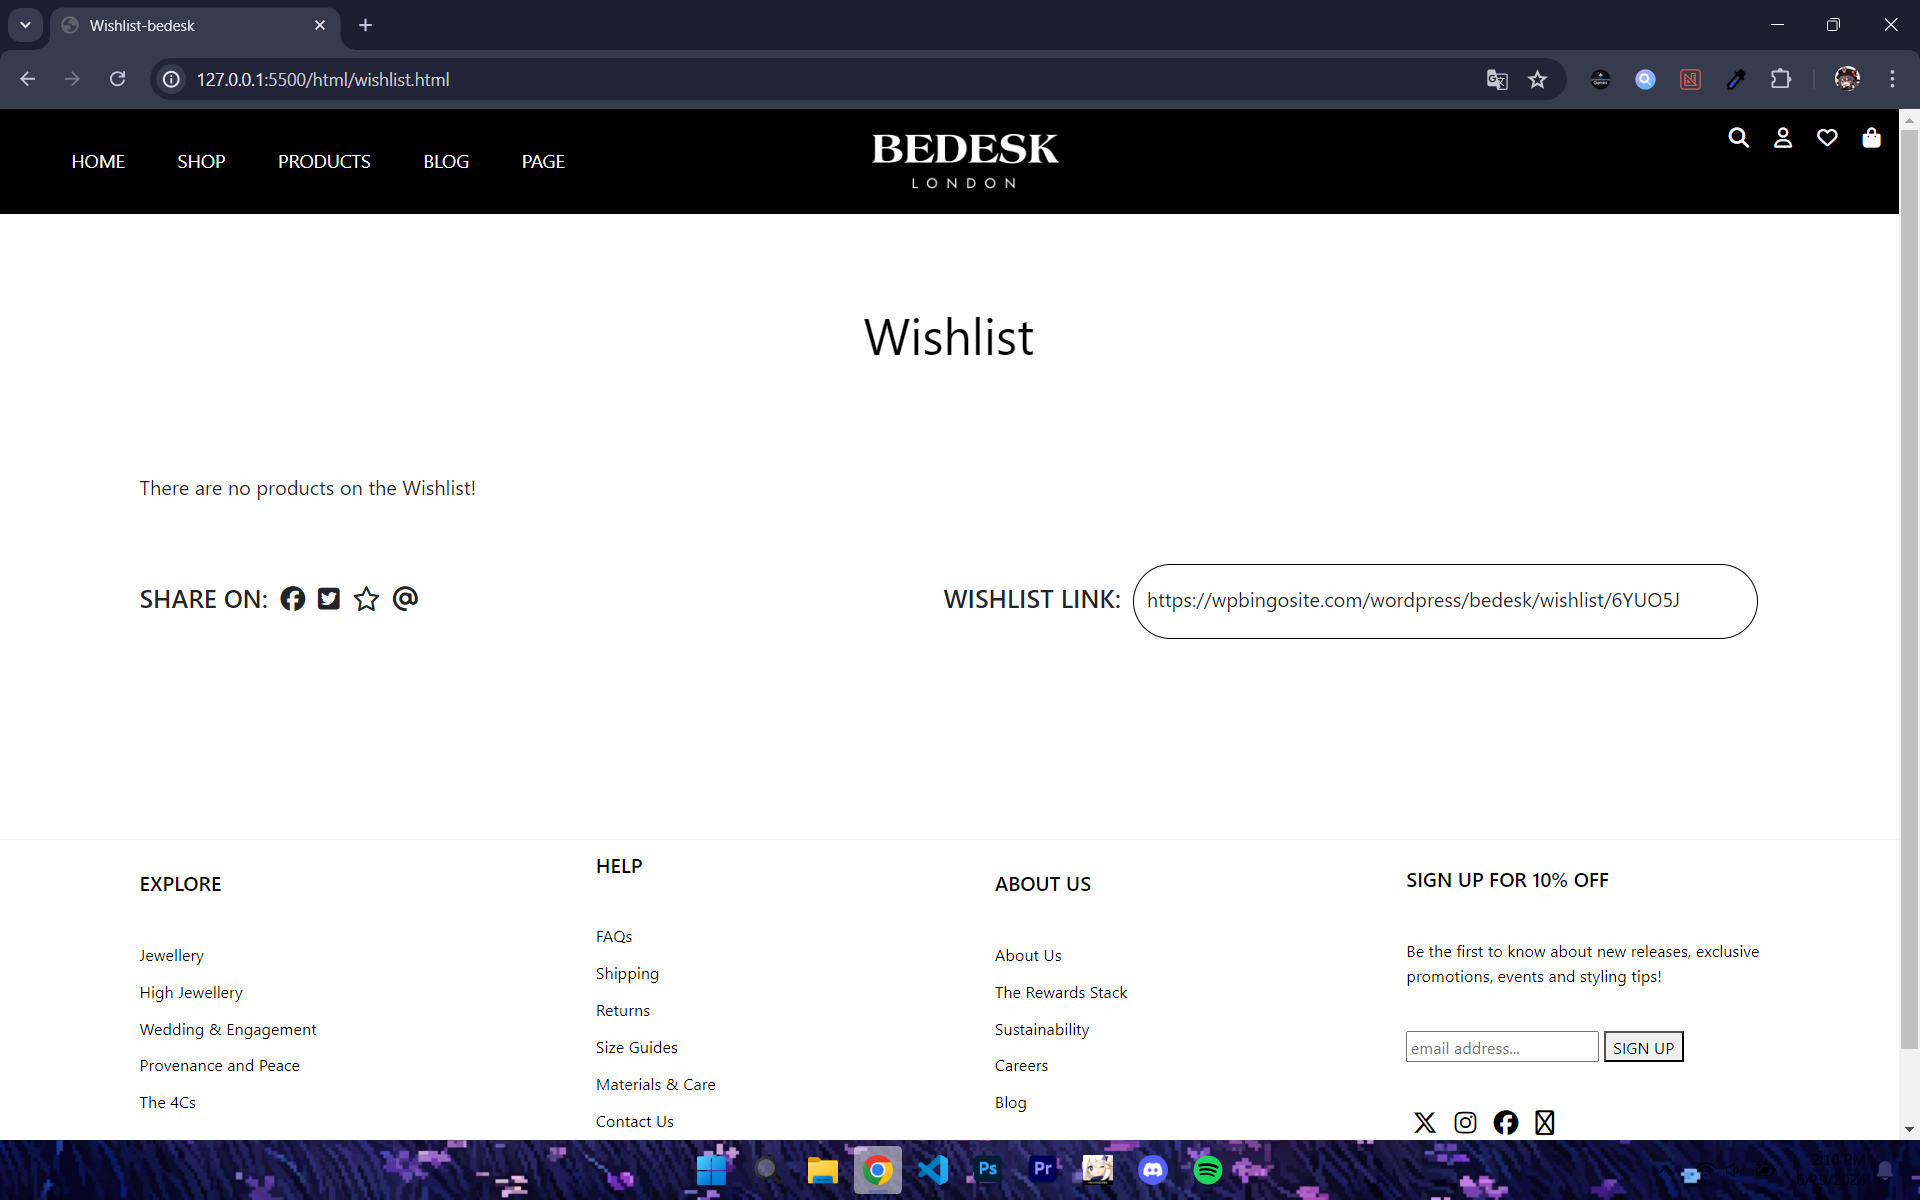 Wishlist-bedesk
127.0.0.1:5500/html/wishlist.html
HOME SHOP PRODUCTS BLOG PAGE
BEDESK
LONDON
Wishlist
There are no products on the Wishlist!
SHARE ON:
WISHLIST LINK: https://wpbingosite.com/wordpress/bedesk/wishlist/6YUO5J
EXPLORE
Jewellery
High Jewellery
Wedding & Engagement
Provenance and Peace
The 4Cs
HELP
FAQs
Shipping
Returns
Size Guides
Materials & Care
Contact Us
ABOUT US
About Us
The Rewards Stack
Sustainability
Careers
Blog
SIGN UP FOR 10% OFF
Be the first to know about new releases, exclusive
promotions, events and styling tips!
email address...
SIGN UP
Ps
Pr